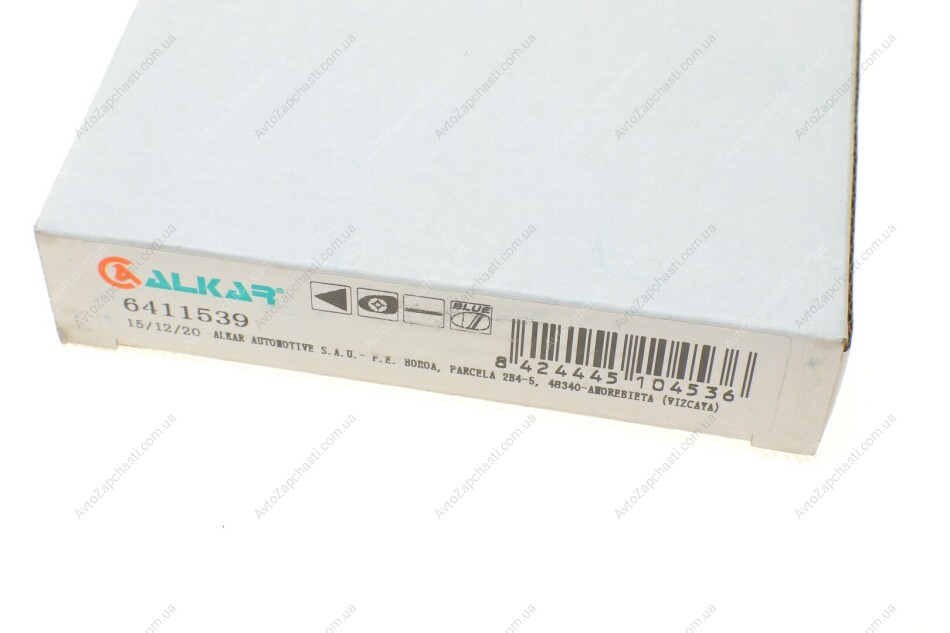 ALKAR
6411539
BLUE
15/12/20 ALKAR AUTOMOTIVE S.A.U.- P.E. BOROA, PARCELA 2B4-5, 48340-AMOREBIETA (VIZCAYA)
8 424445 104536
AvtoZapchasti.com.ua